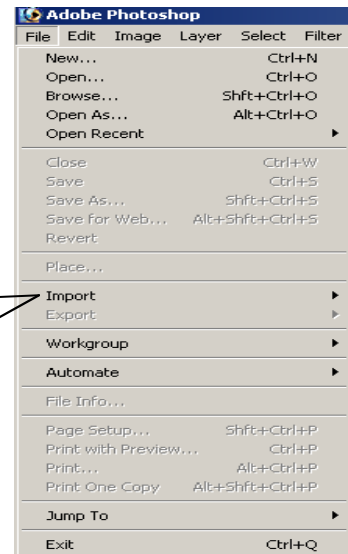 Adobe Photoshop
File Edit Image Layer Select Filter
New... Ctrl+N
Open... Ctrl+O
Browse... Shft+Ctrl+O
Open As... Alt+Ctrl+O
Open Recent
Close Ctrl+W
Save Ctrl+S
Save As... Shft+Ctrl+S
Save for Web... Alt+Shft+Ctrl+S
Revert
Place...
Import
Export
Workgroup
Automate
File Info...
Page Setup... Shft+Ctrl+P
Print with Preview... Ctrl+P
Print... Alt+Ctrl+P
Print One Copy Alt+Shft+Ctrl+P
Jump To
Exit Ctrl+Q